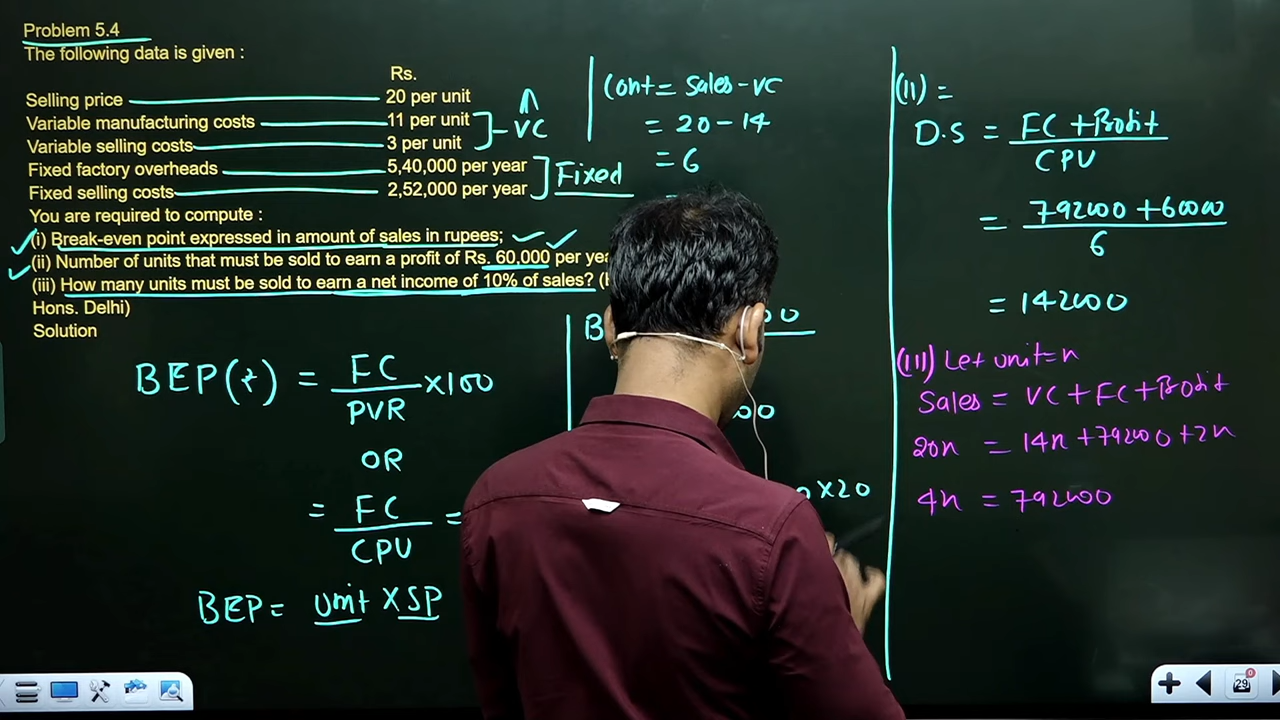 Problem 5.4
The following data is given :
Rs.
Selling price 20 per unit
Variable manufacturing costs 11 per unit
Variable selling costs 3 per unit
VC
Fixed factory overheads 5,40,000 per year
Fixed selling costs 2,52,000 per year
Fixed
You are required to compute :
(i) Break-even point expressed in amount of sales in rupees;
(ii) Number of units that must be sold to earn a profit of Rs. 60,000 per
(iii) How many units must be sold to earn a net income of 10% of sales?
Hons. Delhi)
Solution
BEP(₹) = FC
PVR ×100
OR
= FC
CPU =
BEP = unit × SP
Cont = Sales - VC
= 20 - 14
= 6
B
00
×20
(11) =
D.S = FC + Profit
CPU
= 792000 + 60000
6
= 142000
(111) Let unit = n
Sales = VC + FC + Profit
20n = 14n + 792000 + 2n
4n = 792000
29